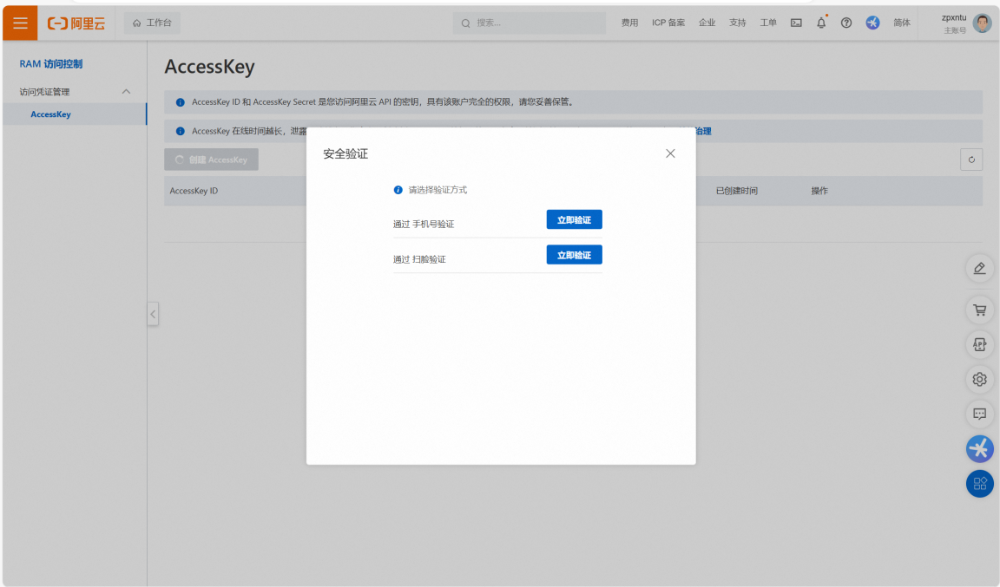 阿里云
工作台
搜索...
费用
ICP 备案
企业
支持
工单
简体
zpxntu
主账号
RAM 访问控制
访问凭证管理
AccessKey
AccessKey
AccessKey ID 和 AccessKey Secret 是您访问阿里云 API 的密钥，具有该账户完全的权限，请您妥善保管。
AccessKey 在线时间越长，泄露
治理
创建 AccessKey
AccessKey ID
已创建时间
操作
安全验证
请选择验证方式
通过 手机号验证
立即验证
通过 扫脸验证
立即验证
APP